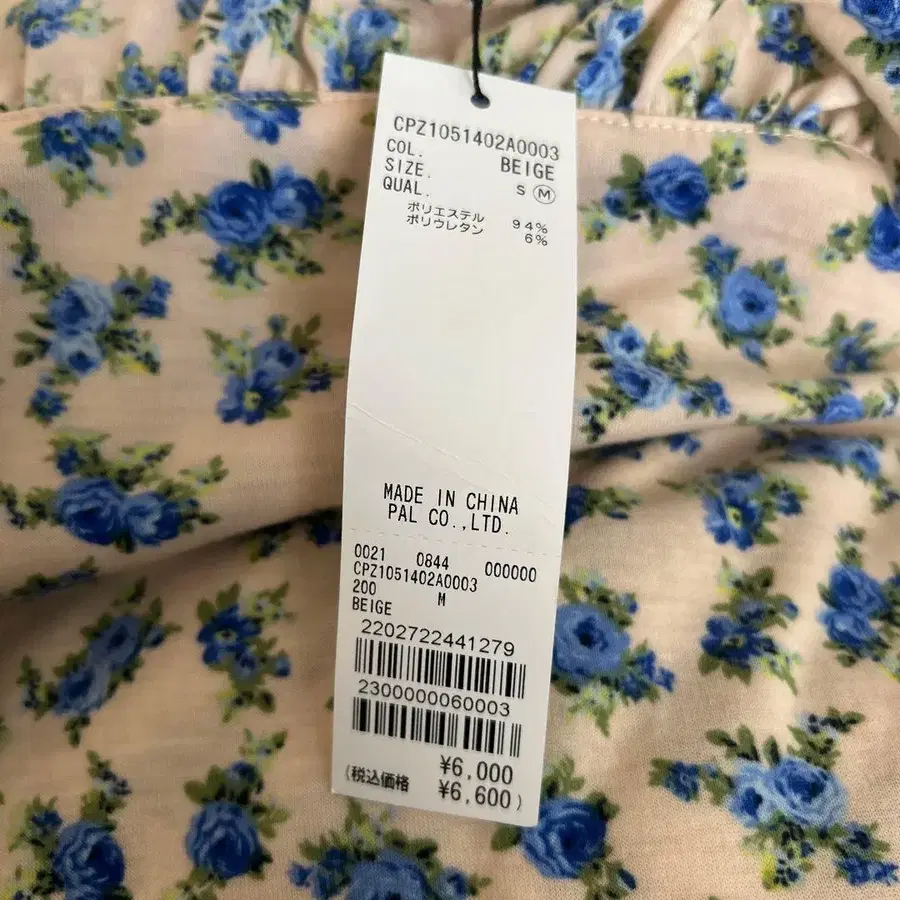 CPZ1051402A0003
COL. BEIGE
SIZE. S Ⓜ
QUAL.
ポリエステル 94%
ポリウレタン 6%
MADE IN CHINA
PAL CO.,LTD.
0021 0844 000000
CPZ1051402A0003
200 M
BEIGE
2202722441279
2300000060003
¥6,000
(税込価格 ¥6,600)